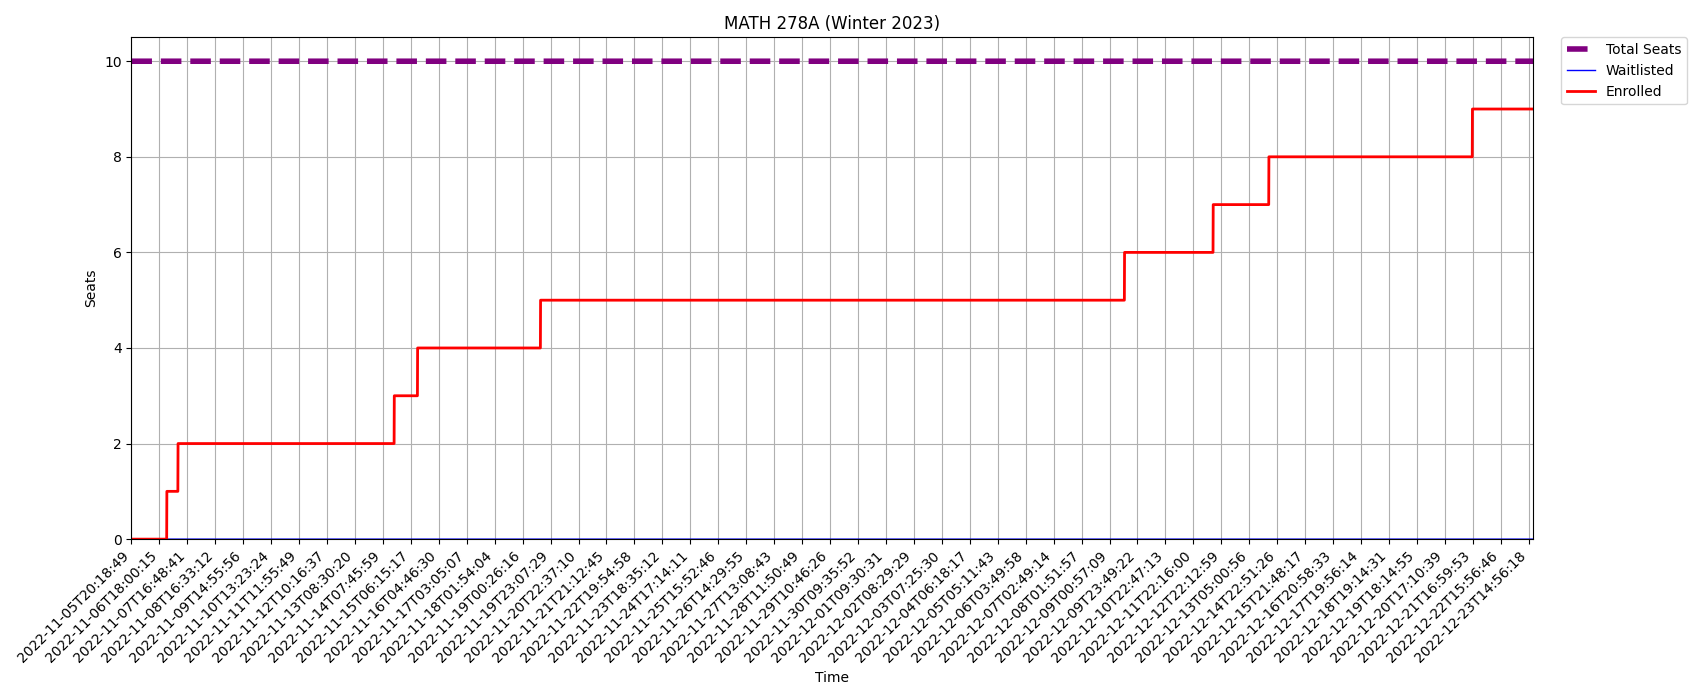 MATH 278A (Winter 2023)
Total Seats
Waitlisted
Enrolled
10
8
6
4
2
0
Seats
2022-11-05T20:18:49
2022-11-06T18:00:15
2022-11-07T16:48:41
2022-11-08T16:33:12
2022-11-09T14:55:56
2022-11-10T13:23:24
2022-11-11T11:55:49
2022-11-12T10:16:37
2022-11-13T08:30:20
2022-11-14T07:45:59
2022-11-15T06:15:17
2022-11-16T04:46:30
2022-11-17T03:05:07
2022-11-18T01:54:04
2022-11-19T00:26:16
2022-11-19T23:07:29
2022-11-20T22:37:10
2022-11-21T21:12:45
2022-11-22T19:54:58
2022-11-23T18:35:12
2022-11-24T17:14:11
2022-11-25T15:52:46
2022-11-26T14:29:55
2022-11-27T13:08:43
2022-11-28T11:50:49
2022-11-29T10:46:26
2022-11-30T09:35:52
2022-12-01T09:30:31
2022-12-02T08:29:29
2022-12-03T07:25:30
2022-12-04T06:18:17
2022-12-05T05:11:43
2022-12-06T03:49:58
2022-12-07T02:49:14
2022-12-08T01:51:57
2022-12-09T00:57:09
2022-12-09T23:49:22
2022-12-10T22:47:13
2022-12-11T22:16:00
2022-12-12T22:12:59
2022-12-13T05:00:56
2022-12-14T22:51:26
2022-12-15T21:48:17
2022-12-16T20:58:33
2022-12-17T19:56:14
2022-12-18T19:14:31
2022-12-19T18:14:55
2022-12-20T17:10:39
2022-12-21T16:59:53
2022-12-22T15:56:46
2022-12-23T14:56:18
Time